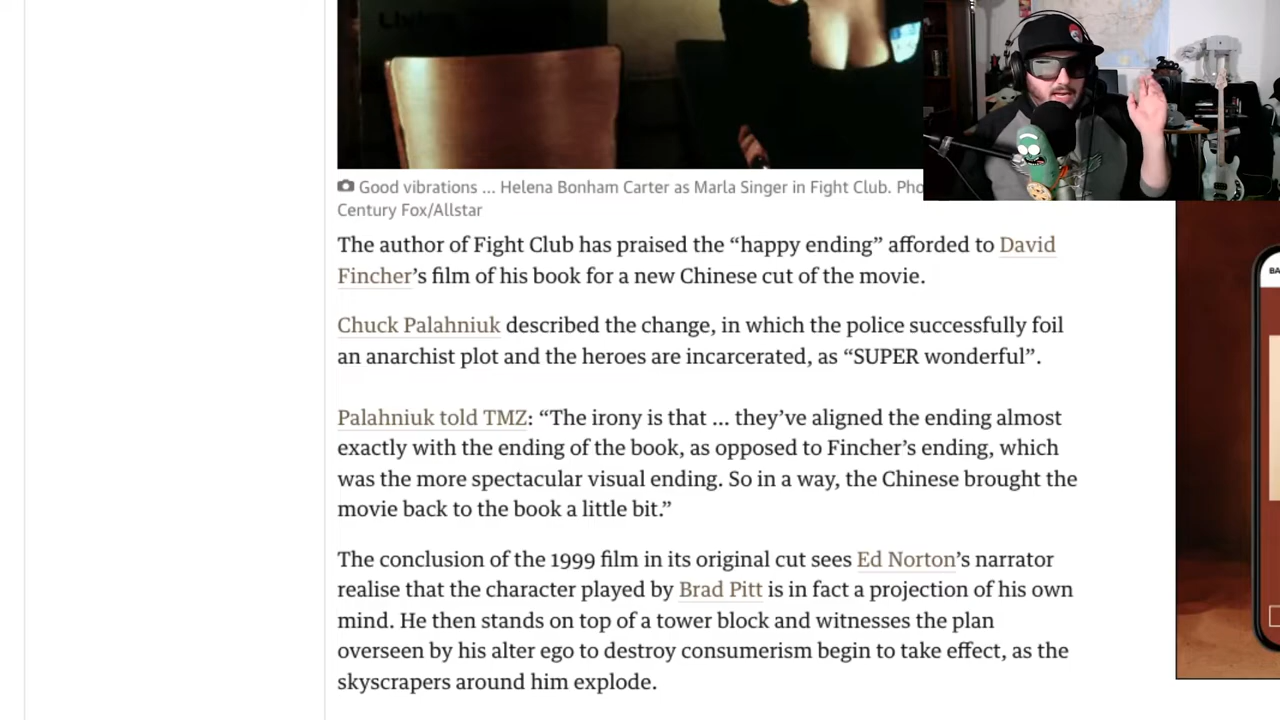 Good vibrations ... Helena Bonham Carter as Marla Singer in Fight Club.
Century Fox/Allstar
The author of Fight Club has praised the “happy ending” afforded to David
Fincher’s film of his book for a new Chinese cut of the movie.
Chuck Palahniuk described the change, in which the police successfully foil
an anarchist plot and the heroes are incarcerated, as “SUPER wonderful”.
Palahniuk told TMZ: “The irony is that ... they’ve aligned the ending almost
exactly with the ending of the book, as opposed to Fincher’s ending, which
was the more spectacular visual ending. So in a way, the Chinese brought the
movie back to the book a little bit.”
The conclusion of the 1999 film in its original cut sees Ed Norton’s narrator
realise that the character played by Brad Pitt is in fact a projection of his own
mind. He then stands on top of a tower block and witnesses the plan
overseen by his alter ego to destroy consumerism begin to take effect, as the
skyscrapers around him explode.